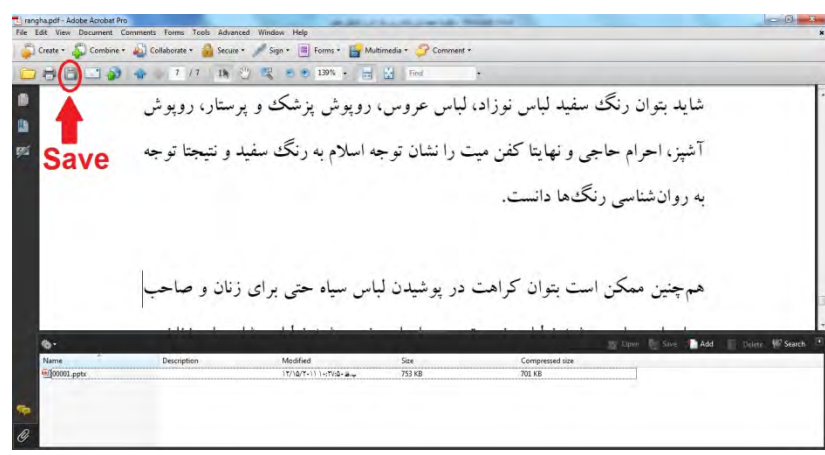 rangha.pdf - Adobe Acrobat Pro
File Edit View Document Comments Forms Tools Advanced Window Help
Create Combine Collaborate Secure Sign Forms Multimedia Comment
7 / 7 139% Find
شاید بتوان رنگ سفید لباس نوزاد، لباس عروس، روپوش پزشک و پرستار، روپوش
آشپز، احرام حاجی و نهایتا کفن میت را نشان توجه اسلام به رنگ سفید و نتیجتا توجه
به روان‌شناسی رنگ‌ها دانست.
هم‌چنین ممکن است بتوان کراهت در پوشیدن لباس سیاه حتی برای زنان و صاحب
Save
Open Save Add Delete Search
Name Description Modified Size Compressed size
00001.pptx 753 KB 701 KB